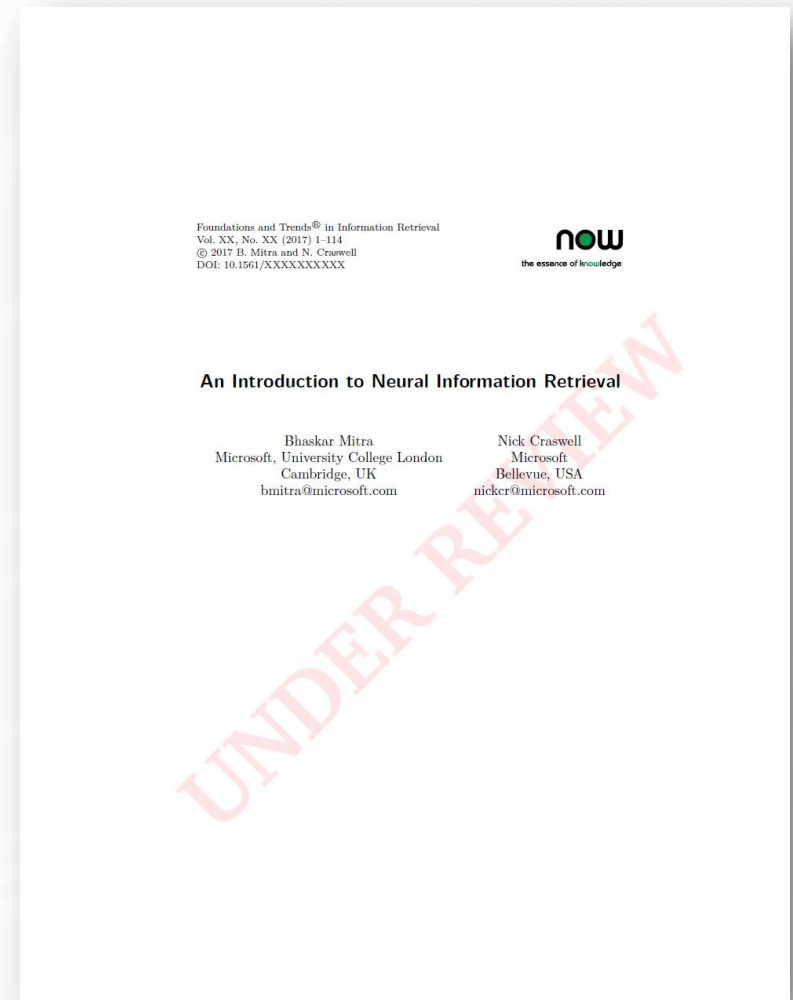 Foundations and Trends® in Information Retrieval
Vol. XX, No. XX (2017) 1–114
© 2017 B. Mitra and N. Craswell
DOI: 10.1561/XXXXXXXXXX
now
the essence of knowledge
An Introduction to Neural Information Retrieval
Bhaskar Mitra
Microsoft, University College London
Cambridge, UK
bmitra@microsoft.com
Nick Craswell
Microsoft
Bellevue, USA
nickcr@microsoft.com
UNDER REVIEW